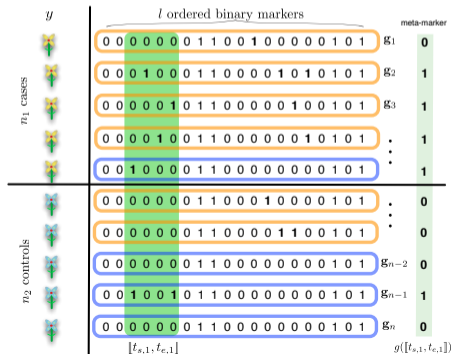 y
l ordered binary markers
meta-marker
0 0 0 0 0 0 0 1 1 0 0 1 0 0 0 0 0 1 0 1 g₁ 0
0 0 0 1 0 0 0 1 1 0 0 0 0 1 0 1 0 1 0 1 g₂ 1
n₁ cases
0 0 0 0 0 1 0 1 1 0 0 0 0 0 1 0 0 1 0 1 g₃ 1
0 0 0 0 1 0 0 1 1 0 0 0 0 0 0 1 0 1 0 1 1
0 0 1 0 0 0 0 1 1 0 0 0 0 0 0 0 0 1 0 1 1
0 0 0 0 0 0 0 1 1 0 0 0 1 0 0 0 0 1 0 1 0
0 0 0 0 0 0 0 1 1 0 0 0 0 1 1 0 0 1 0 1 0
n₂ controls
0 0 0 0 0 0 0 1 1 0 0 0 0 0 0 0 0 1 0 1 gₙ₋₂ 0
0 0 1 0 0 1 0 1 1 0 0 0 0 0 0 0 0 1 0 1 gₙ₋₁ 1
0 0 0 0 0 0 0 1 1 0 0 0 0 0 0 0 0 1 0 1 gₙ 0
⟦t_{s,1}, t_{e,1}⟧
g(⟦t_{s,1}, t_{e,1}⟧)